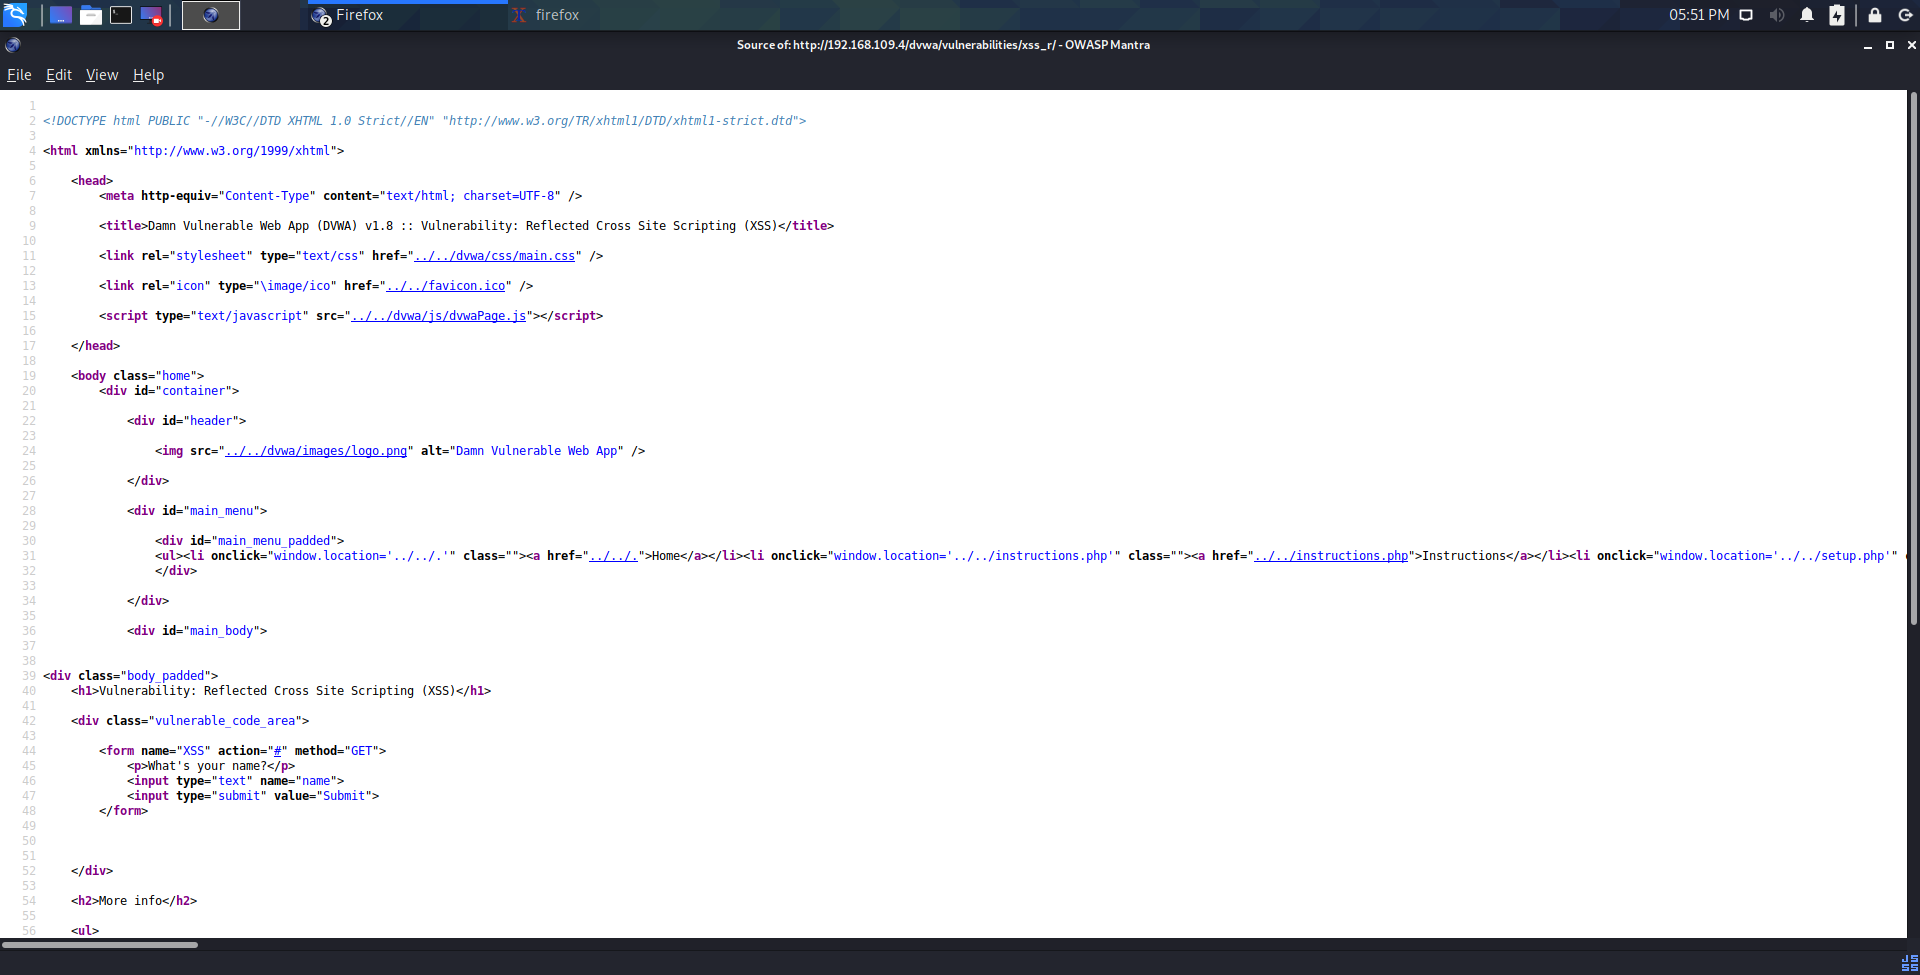 2 Firefox
firefox
05:51 PM
Source of: http://192.168.109.4/dvwa/vulnerabilities/xss_r/ - OWASP Mantra
File Edit View Help
1
2 <!DOCTYPE html PUBLIC "-//W3C//DTD XHTML 1.0 Strict//EN" "http://www.w3.org/TR/xhtml1/DTD/xhtml1-strict.dtd">
3
4 <html xmlns="http://www.w3.org/1999/xhtml">
5
6 <head>
7 <meta http-equiv="Content-Type" content="text/html; charset=UTF-8" />
8
9 <title>Damn Vulnerable Web App (DVWA) v1.8 :: Vulnerability: Reflected Cross Site Scripting (XSS)</title>
10
11 <link rel="stylesheet" type="text/css" href="../../dvwa/css/main.css" />
12
13 <link rel="icon" type="\image/ico" href="../../favicon.ico" />
14
15 <script type="text/javascript" src="../../dvwa/js/dvwaPage.js"></script>
16
17 </head>
18
19 <body class="home">
20 <div id="container">
21
22 <div id="header">
23
24 <img src="../../dvwa/images/logo.png" alt="Damn Vulnerable Web App" />
25
26 </div>
27
28 <div id="main_menu">
29
30 <div id="main_menu_padded">
31 <ul><li onclick="window.location='../../.'" class=""><a href="../../.">Home</a></li><li onclick="window.location='../../instructions.php'" class=""><a href="../../instructions.php">Instructions</a></li><li onclick="window.location='../../setup.php'"
32 </div>
33
34 </div>
35
36 <div id="main_body">
37
38
39 <div class="body_padded">
40 <h1>Vulnerability: Reflected Cross Site Scripting (XSS)</h1>
41
42 <div class="vulnerable_code_area">
43
44 <form name="XSS" action="#" method="GET">
45 <p>What's your name?</p>
46 <input type="text" name="name">
47 <input type="submit" value="Submit">
48 </form>
49
50
51
52 </div>
53
54 <h2>More info</h2>
55
56 <ul>